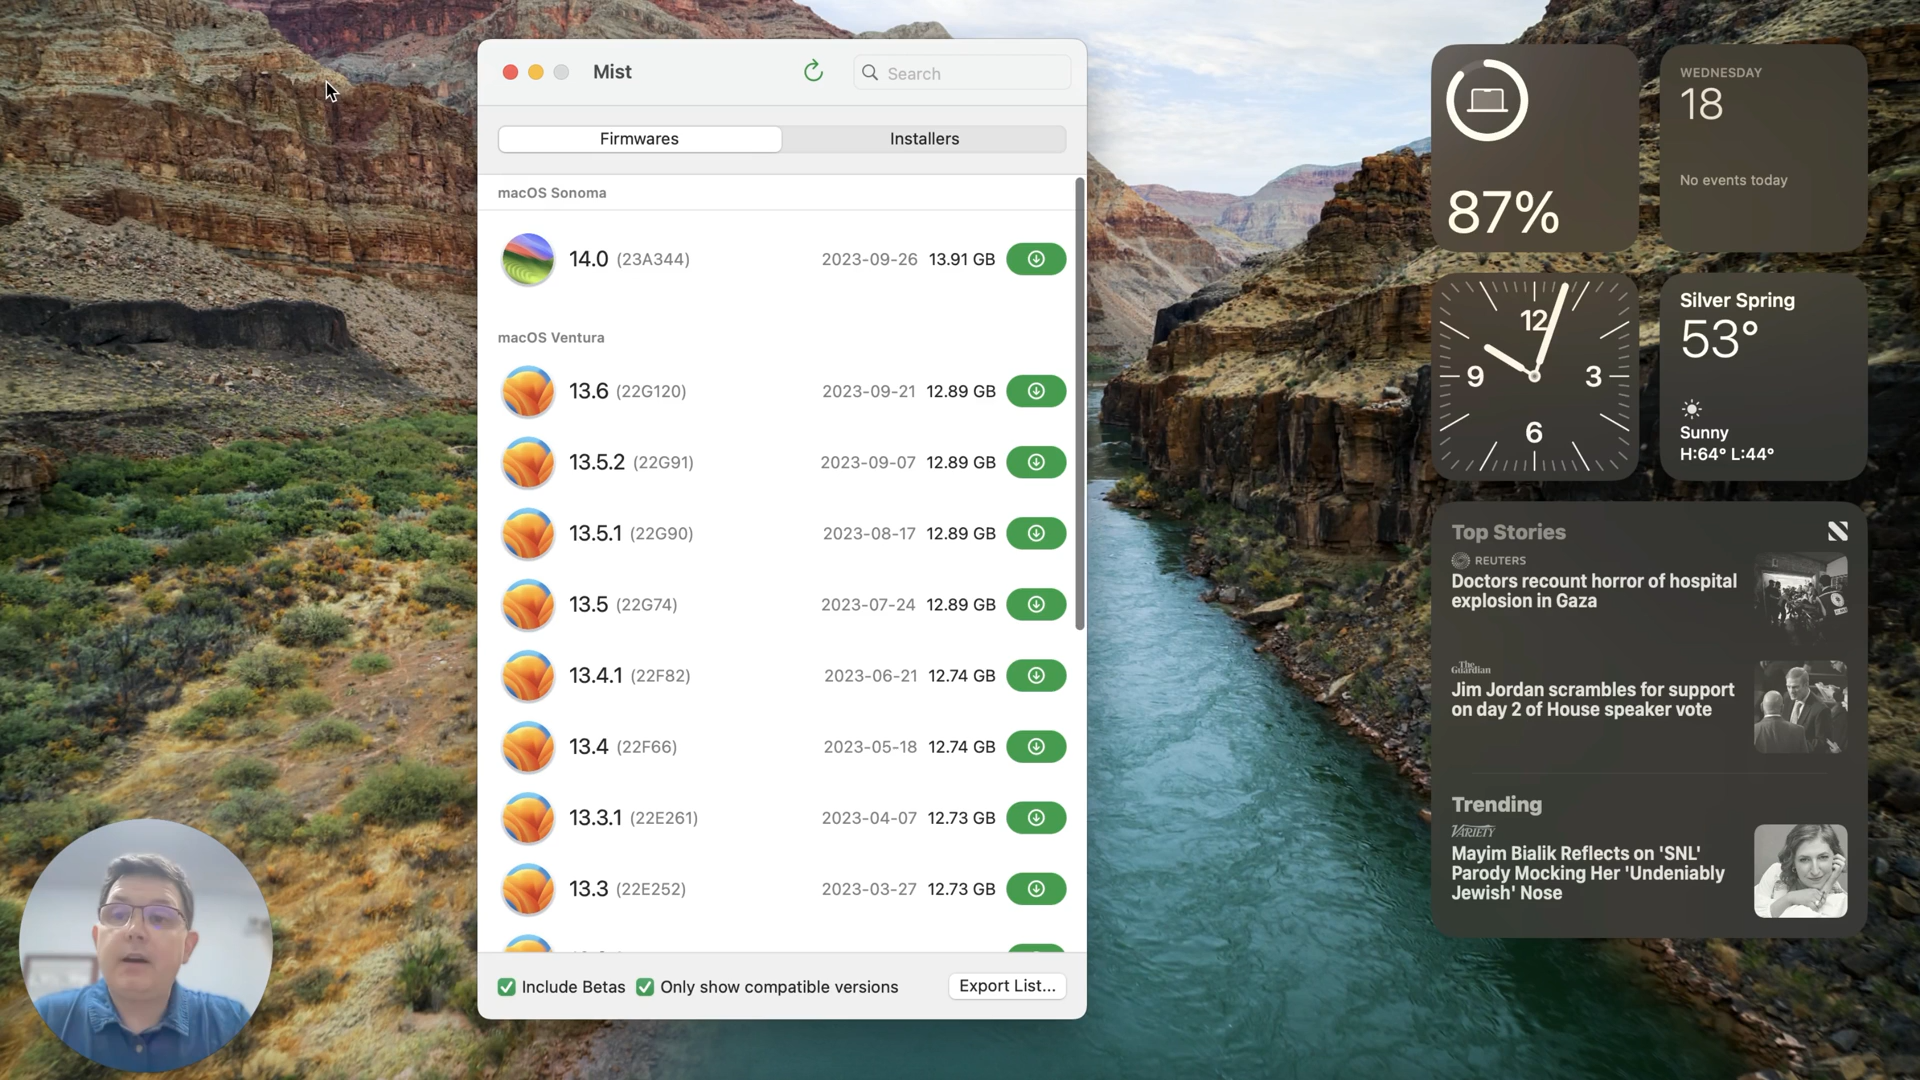 Mist
Search
Firmwares
Installers
macOS Sonoma
14.0 (23A344) 2023-09-26 13.91 GB
macOS Ventura
13.6 (22G120) 2023-09-21 12.89 GB
13.5.2 (22G91) 2023-09-07 12.89 GB
13.5.1 (22G90) 2023-08-17 12.89 GB
13.5 (22G74) 2023-07-24 12.89 GB
13.4.1 (22F82) 2023-06-21 12.74 GB
13.4 (22F66) 2023-05-18 12.74 GB
13.3.1 (22E261) 2023-04-07 12.73 GB
13.3 (22E252) 2023-03-27 12.73 GB
Include Betas
Only show compatible versions
Export List...
87%
WEDNESDAY
18
No events today
12
9
3
6
Silver Spring
53°
Sunny
H:64° L:44°
Top Stories
REUTERS
Doctors recount horror of hospital
explosion in Gaza
The
Guardian
Jim Jordan scrambles for support
on day 2 of House speaker vote
Trending
VARIETY
Mayim Bialik Reflects on 'SNL'
Parody Mocking Her 'Undeniably
Jewish' Nose